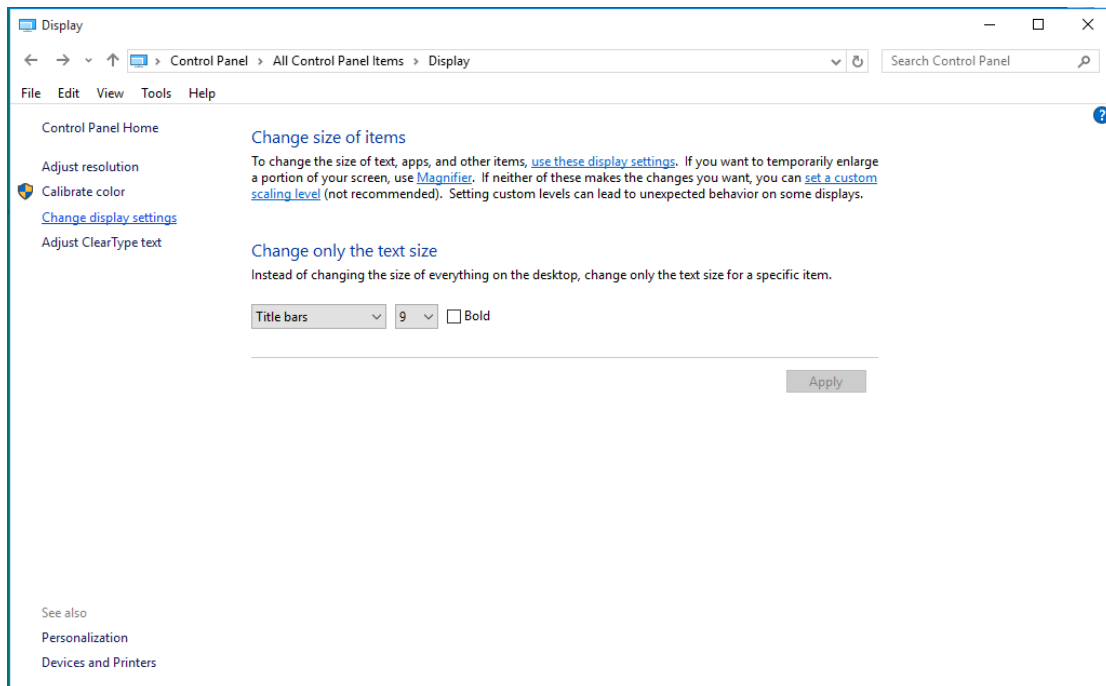 Display
Control Panel > All Control Panel Items > Display
Search Control Panel
File Edit View Tools Help
Control Panel Home
Adjust resolution
Calibrate color
Change display settings
Adjust ClearType text
Change size of items
To change the size of text, apps, and other items, use these display settings. If you want to temporarily enlarge
a portion of your screen, use Magnifier. If neither of these makes the changes you want, you can set a custom
scaling level (not recommended). Setting custom levels can lead to unexpected behavior on some displays.
Change only the text size
Instead of changing the size of everything on the desktop, change only the text size for a specific item.
Title bars 9 Bold
Apply
See also
Personalization
Devices and Printers